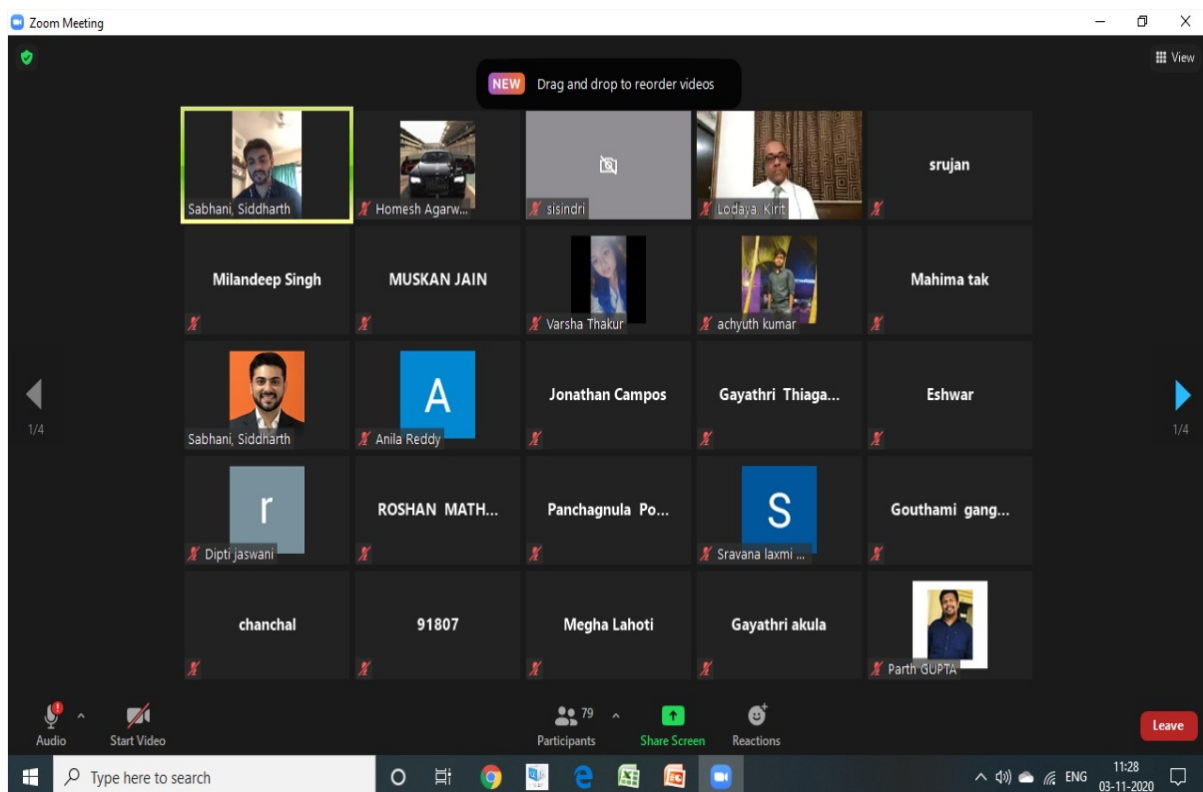 Zoom Meeting
View
NEW Drag and drop to reorder videos
Sabhani, Siddharth
Homesh Agarw...
sisindri
Lodaya, Kirit
srujan
Milandeep Singh
MUSKAN JAIN
Varsha Thakur
achyuth kumar
Mahima tak
Sabhani, Siddharth
A
Anila Reddy
Jonathan Campos
Gayathri Thiaga...
Eshwar
1/4
1/4
r
Dipti jaswani
ROSHAN MATH...
Panchagnula Po...
S
Sravana laxmi ...
Gouthami gang...
chanchal
91807
Megha Lahoti
Gayathri akula
Parth GUPTA
Audio
Start Video
79
Participants
Share Screen
Reactions
Leave
Type here to search
ENG
11:28
03-11-2020